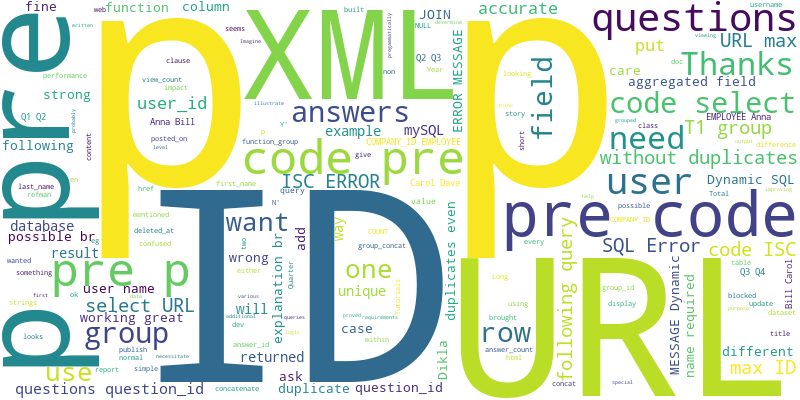 fine
web function
column
p
built
JOIN
accurate
questions
seems
XML
Imagine
NULL
determine
username
programmatically
viewing
written
clause
Q2 Q3
put
URL max
non
Year
looking
doc
Thanks
care
performance
view_count
impact
strong
user_id
ERROR MESSAGE
field
aggregated field
pre
illustrate
answers
mine
code select
content
Q1 Q2
Anna Bill
Y'
example
mySQL
story
grouped
class
EMPLOYEE Anna
T1 group
probably
posted_on
level
P
function_group
COMPANY_ID EMPLOYEE
short
need
output
difference
following
code pre
give
without duplicates
last_name
en
href
ISC ERROR
first_name
Carol Dave
user
Dynamic SQL
refman
query
value
possible
Total
improving
help
database
mentioned
deleted_at
N'
ID
want
COUNT
way
pre code
COMPANY_ID
possible br
confused
two
add
group_concat
duplicates even
every
SQL Error
code ISC
result
eg
wrong
either
explanation br
Quarter
one
URL
following query
MESSAGE Dynamic
table
Q3 Q4
wanted
something
pre p
user name
unique
Tutorials
Long
using
group_id
display
name required
blocked
update
Bill Carol
strings
first
ok
data
select URL
will
various
queries
logic
additional
proved
requirements
brought
row
dataset
purpose
looks
working great
group
dev
case
within
answer_count
html
different
title
p
publish
normal
answer_id
returned
Dikla
use
report
simple
necessitate
ask
max ID
questions question_id
concatenate
duplicate
question_id
concat
special